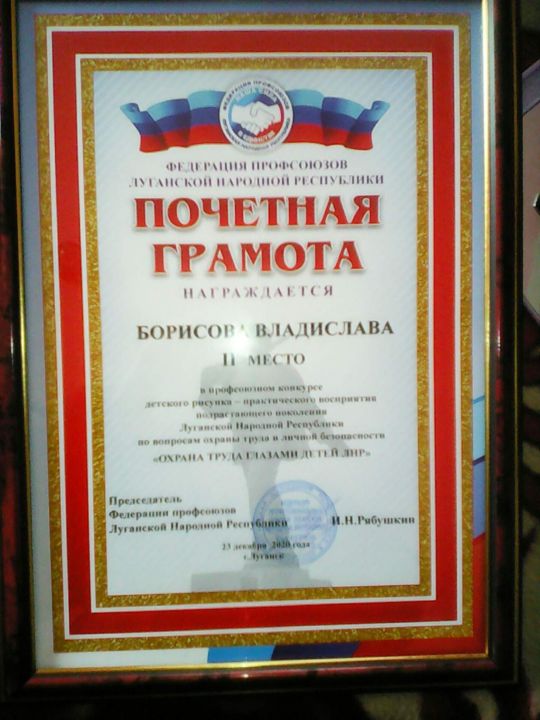 ФЕДЕРАЦИЯ ПРОФСОЮЗОВ
ЛУГАНСКОЙ НАРОДНОЙ РЕСПУБЛИКИ
ПОЧЕТНАЯ
ГРАМОТА
НАГРАЖДАЕТСЯ
БОРИСОВА ВЛАДИСЛАВА
II МЕСТО
в профсоюзном конкурсе
детского рисунка – практического восприятия
подрастающего поколения
Луганской Народной Республики
по вопросам охраны труда и личной безопасности
«ОХРАНА ТРУДА ГЛАЗАМИ ДЕТЕЙ ЛНР»
Председатель
Федерации профсоюзов
Луганской Народной Республики И.Н.Рябушкин
23 декабря 2020 года
г.Луганск